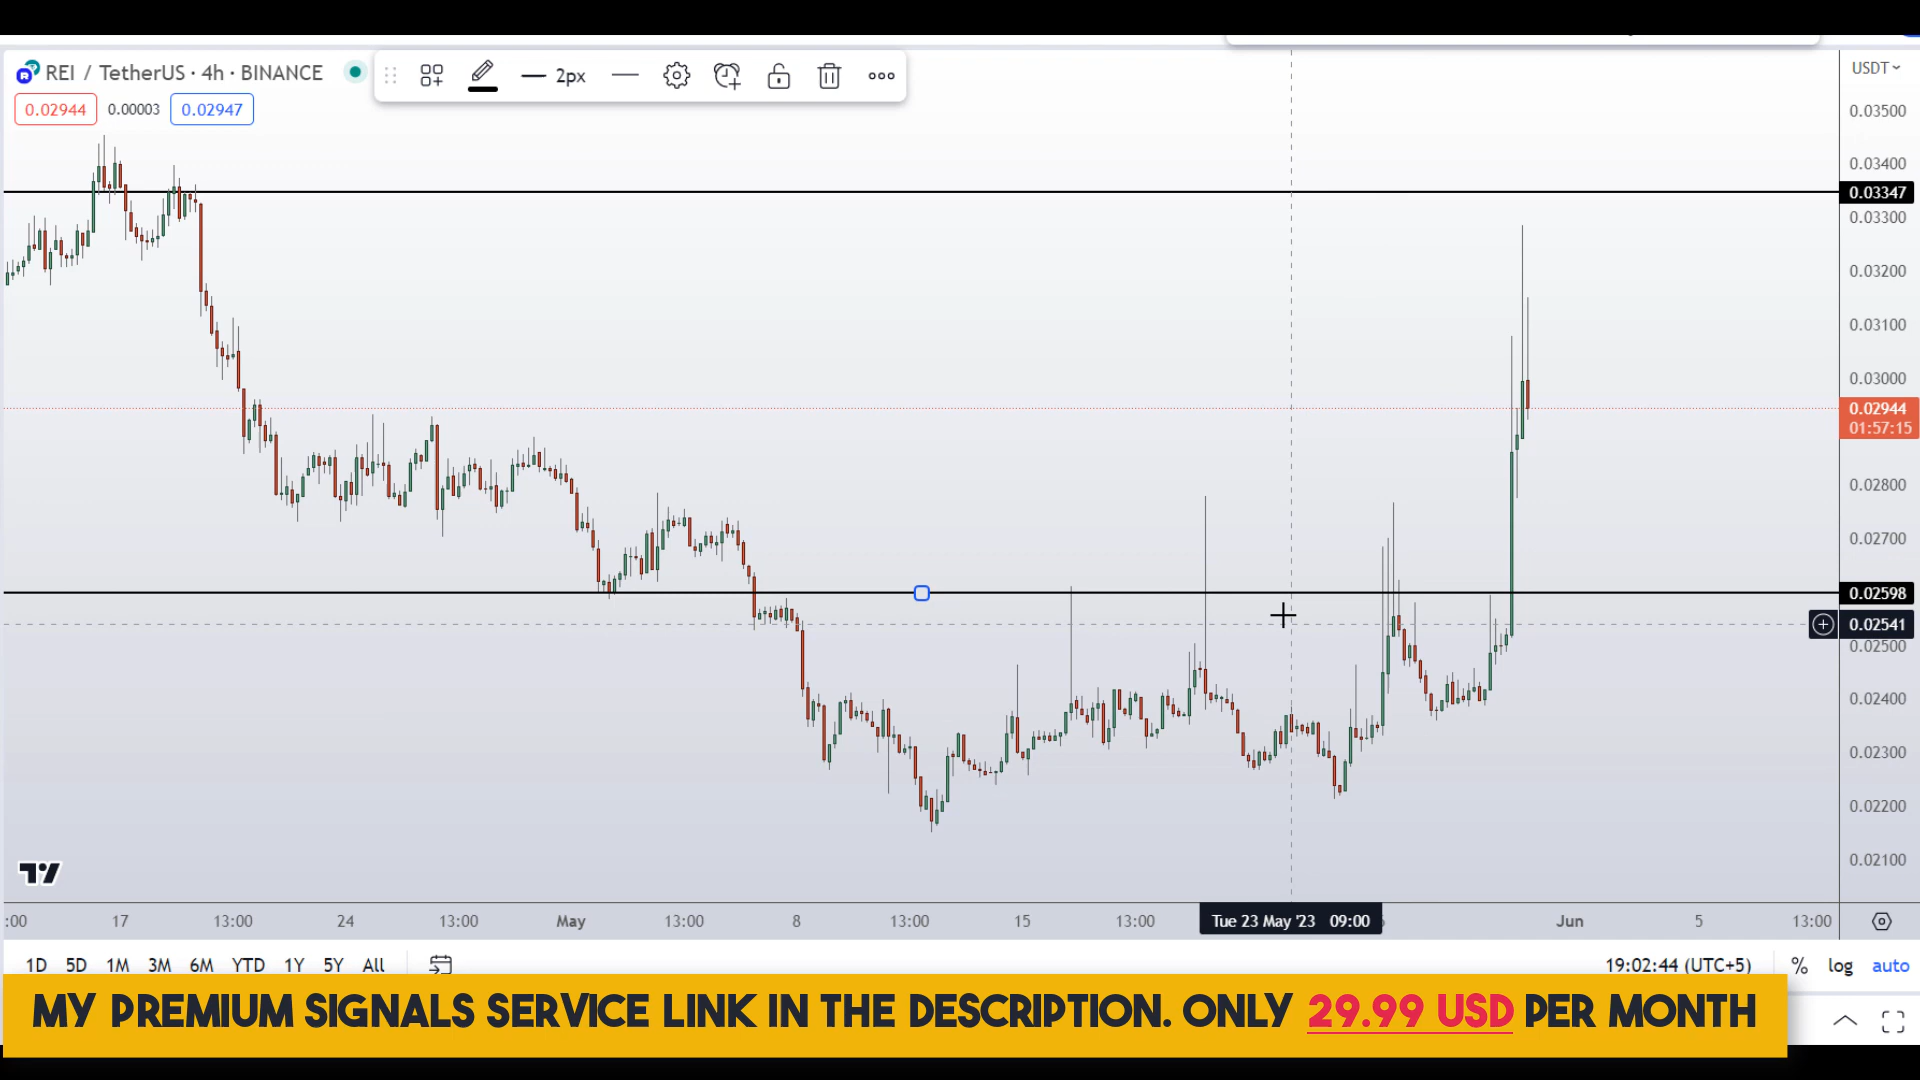 REI / TetherUS · 4h · BINANCE
2px
USDT
0.02944 0.00003 0.02947
0.03500
0.03400
0.03347
0.03300
0.03200
0.03100
0.03000
0.02944
01:57:15
0.02800
0.02700
0.02598
0.02541
0.02500
0.02400
0.02300
0.02200
0.02100
:00 17 13:00 24 13:00 May 13:00 8 13:00 15 13:00 Tue 23 May '23 09:00 Jun 5 13:00
1D 5D 1M 3M 6M YTD 1Y 5Y All 19:02:44 (UTC+5) % log auto
MY PREMIUM SIGNALS SERVICE LINK IN THE DESCRIPTION. ONLY 29.99 USD PER MONTH